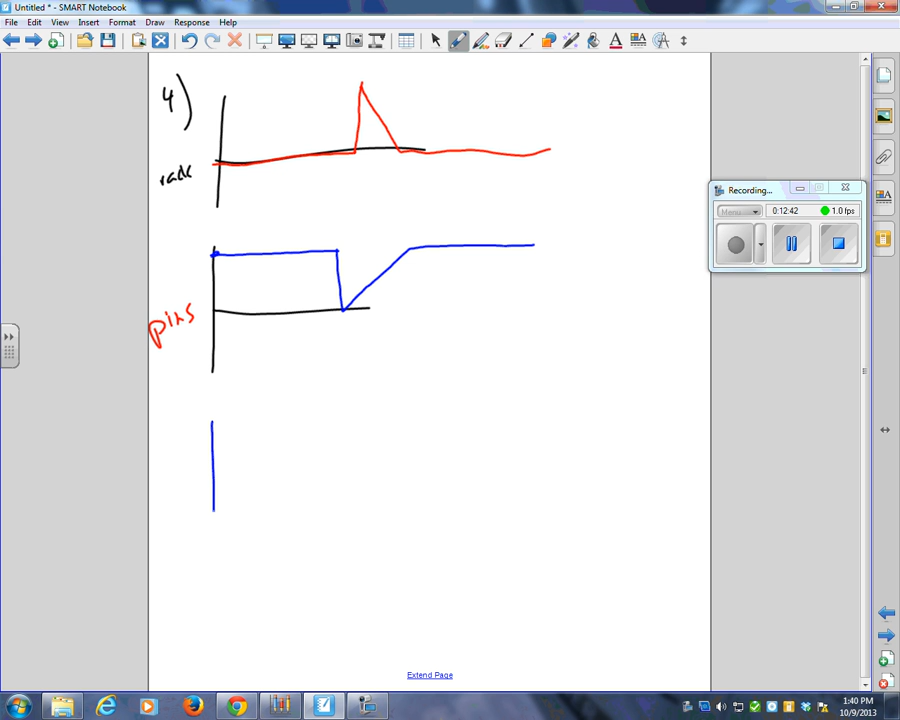 Untitled * - SMART Notebook
File Edit View Insert Format Draw Response Help
4)
rade
Recording...
Menu 0:12:42 1.0 fps
pins
Extend Page
1:40 PM
10/9/2013